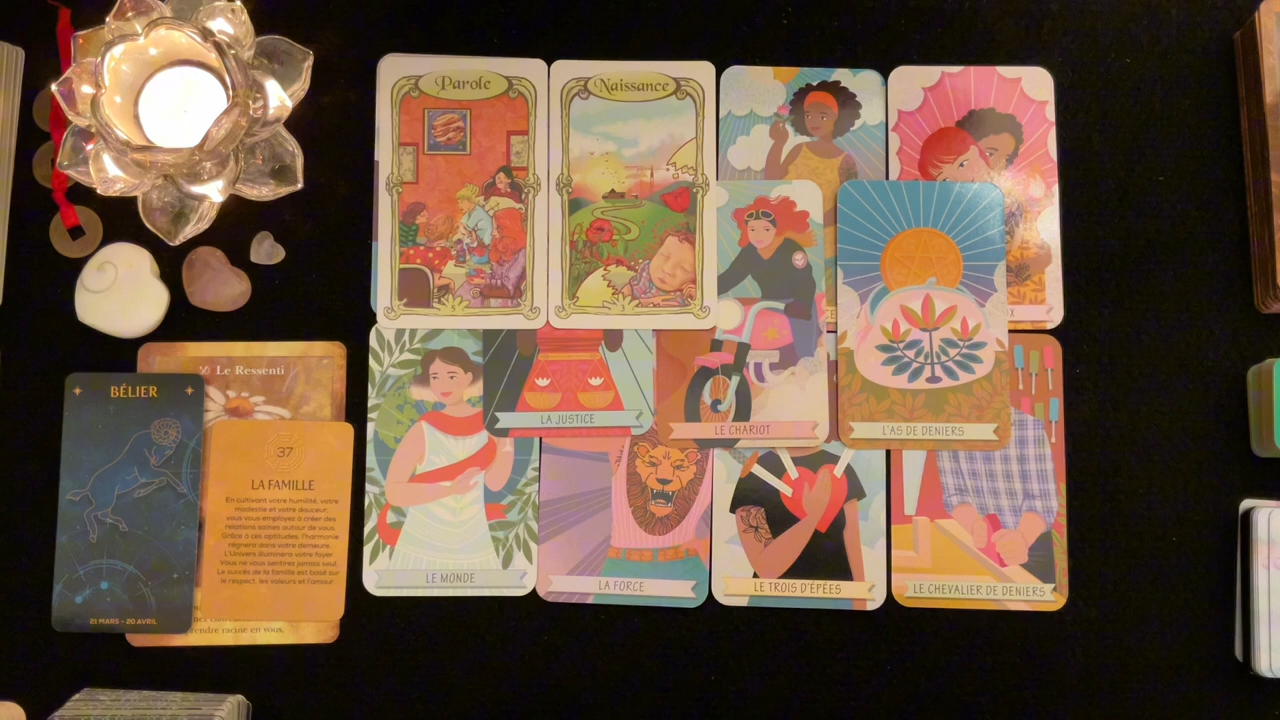 Parole
Naissance
Le Ressenti
BÉLIER
21 MARS - 20 AVRIL
37
LA FAMILLE
En cultivant votre humilité, votre
modestie et votre douceur,
vous vous employez à créer des
relations saines autour de vous.
Grâce à ces aptitudes, l'harmonie
régnera dans votre demeure.
L'Univers illuminera votre foyer.
Vous ne vous sentirez jamais seul.
Le succès de la famille est basé sur
le respect, les valeurs et l'amour.
prendre racine en vous.
LA JUSTICE
LE CHARIOT
L'AS DE DENIERS
LE MONDE
LA FORCE
LE TROIS D'ÉPÉES
LE CHEVALIER DE DENIERS